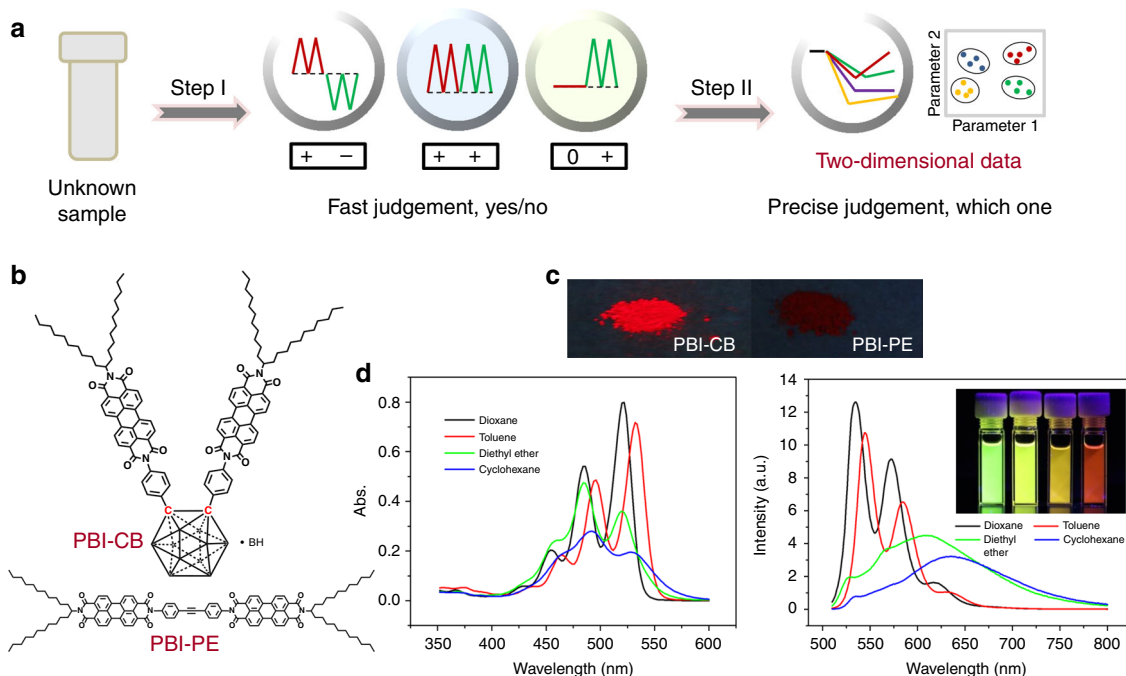 a
Step I
Step II
+ −
+ +
0 +
Unknown
sample
Fast judgement, yes/no
Parameter 2
Parameter 1
Two-dimensional data
Precise judgement, which one
b
N
O
O
O
O
N
O
O
O
O
N
N
C
C
PBI-CB
• BH
O
O
O
O
N
N
N
N
O
O
O
O
PBI-PE
c
PBI-CB
PBI-PE
d
Abs.
0.8
0.6
0.4
0.2
0.0
Dioxane
Toluene
Diethyl ether
Cyclohexane
350 400 450 500 550 600
Wavelength (nm)
Intensity (a.u.)
14
12
10
8
6
4
2
0
Dioxane
Toluene
Diethyl
ether
Cyclohexane
500 550 600 650 700 750 800
Wavelength (nm)